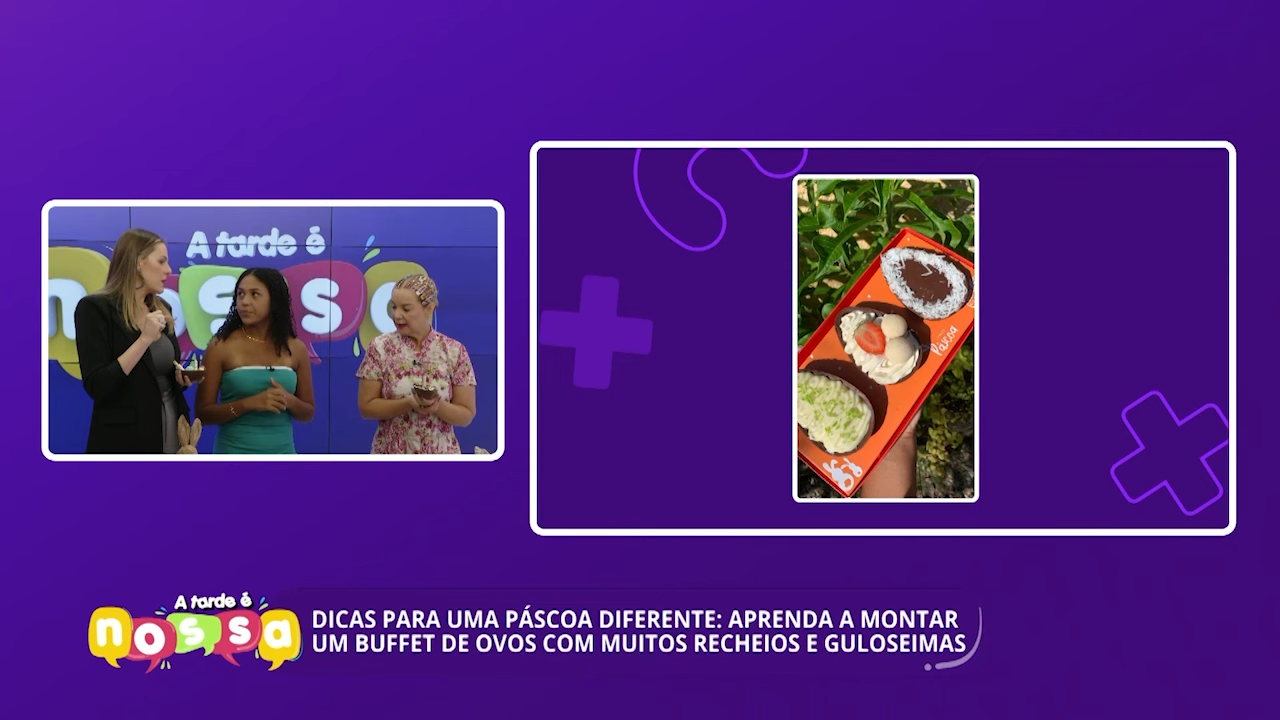 A tarde é
nossa
Páscoa
A tarde é
nossa
DICAS PARA UMA PÁSCOA DIFERENTE: APRENDA A MONTAR
UM BUFFET DE OVOS COM MUITOS RECHEIOS E GULOSEIMAS